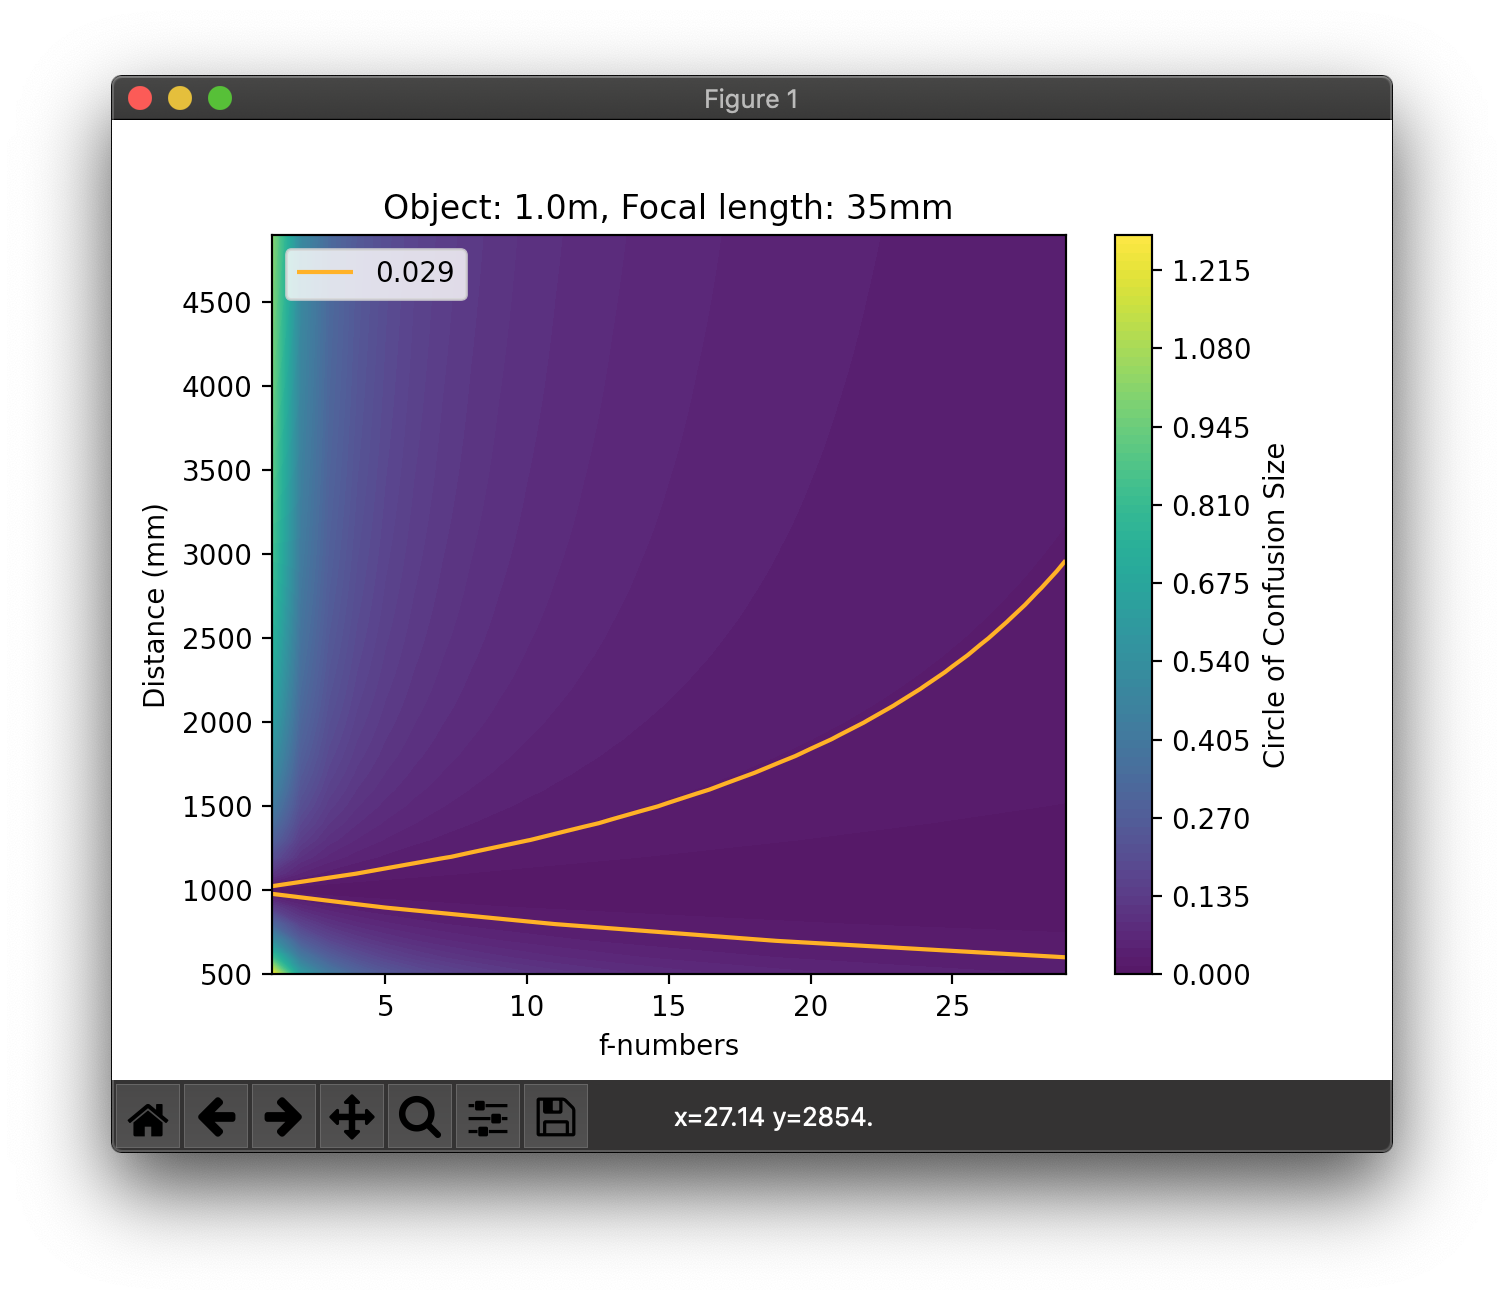 Figure 1
Object: 1.0m, Focal length: 35mm
0.029
4500
4000
3500
3000
2500
2000
1500
1000
500
Distance (mm)
5 10 15 20 25
f-numbers
1.215
1.080
0.945
0.810
0.675
0.540
0.405
0.270
0.135
0.000
Circle of Confusion Size
x=27.14 y=2854.